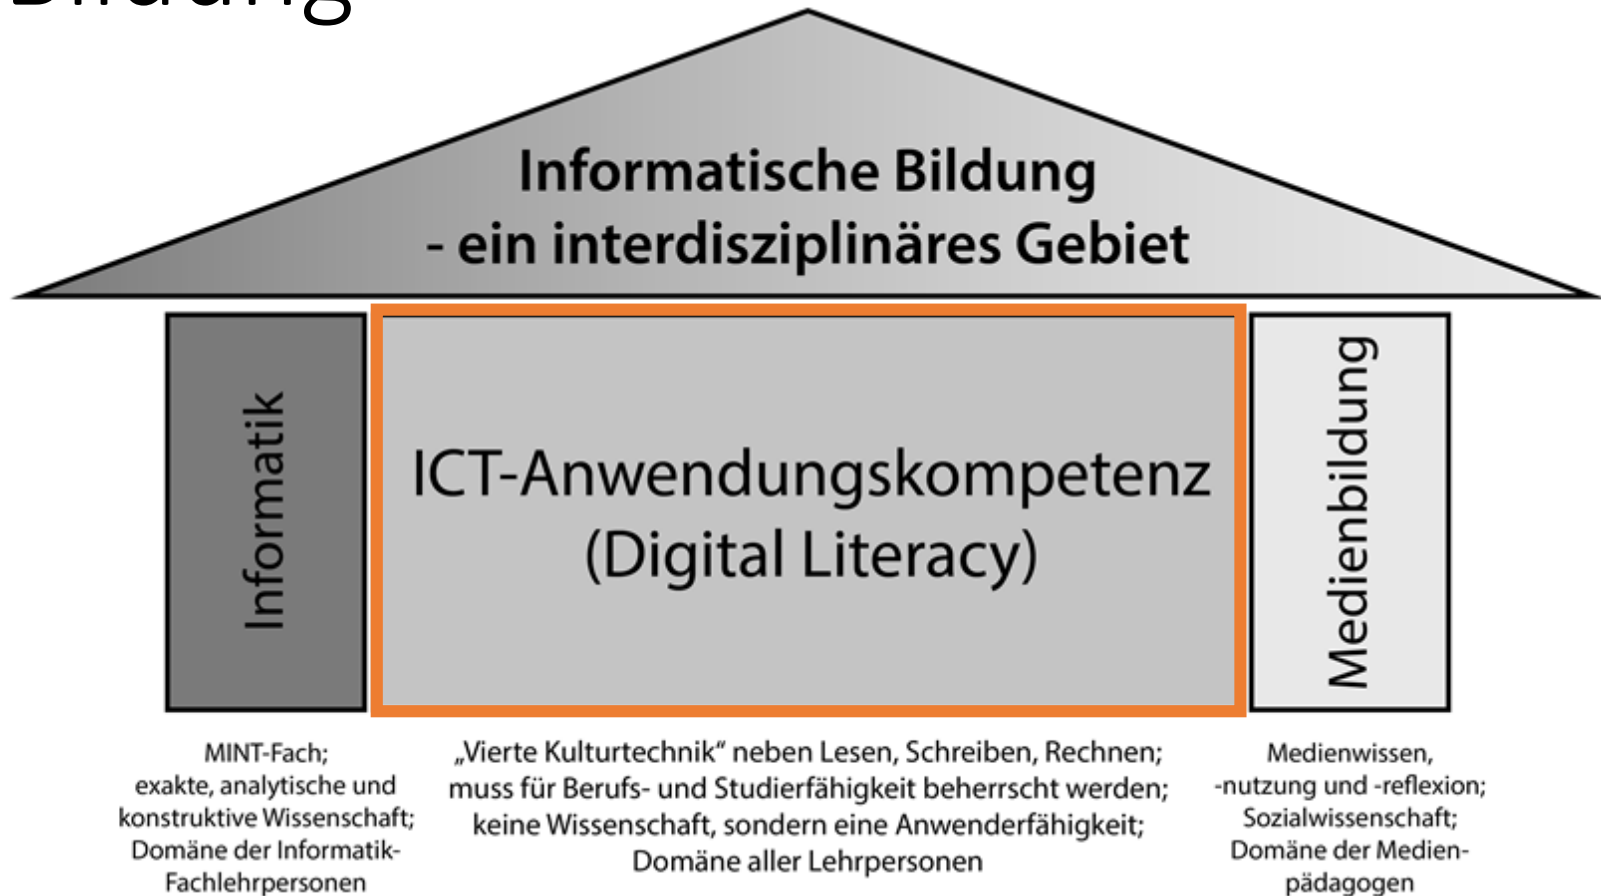 Bildung
Informatische Bildung
- ein interdisziplinäres Gebiet
Informatik
ICT-Anwendungskompetenz
(Digital Literacy)
Medienbildung
MINT-Fach;
exakte, analytische und
konstruktive Wissenschaft;
Domäne der Informatik-
Fachlehrpersonen
„Vierte Kulturtechnik“ neben Lesen, Schreiben, Rechnen;
muss für Berufs- und Studierfähigkeit beherrscht werden;
keine Wissenschaft, sondern eine Anwenderfähigkeit;
Domäne aller Lehrpersonen
Medienwissen,
-nutzung und -reflexion;
Sozialwissenschaft;
Domäne der Medien-
pädagogen